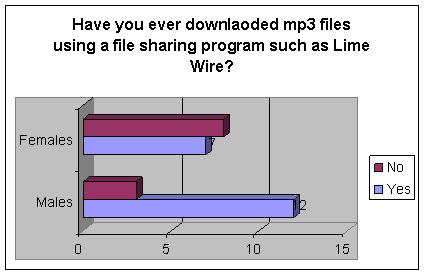 Have you ever downlaoded mp3 files
using a file sharing program such as Lime
Wire?
Females
7
Males
2
0 5 10 15
No
Yes